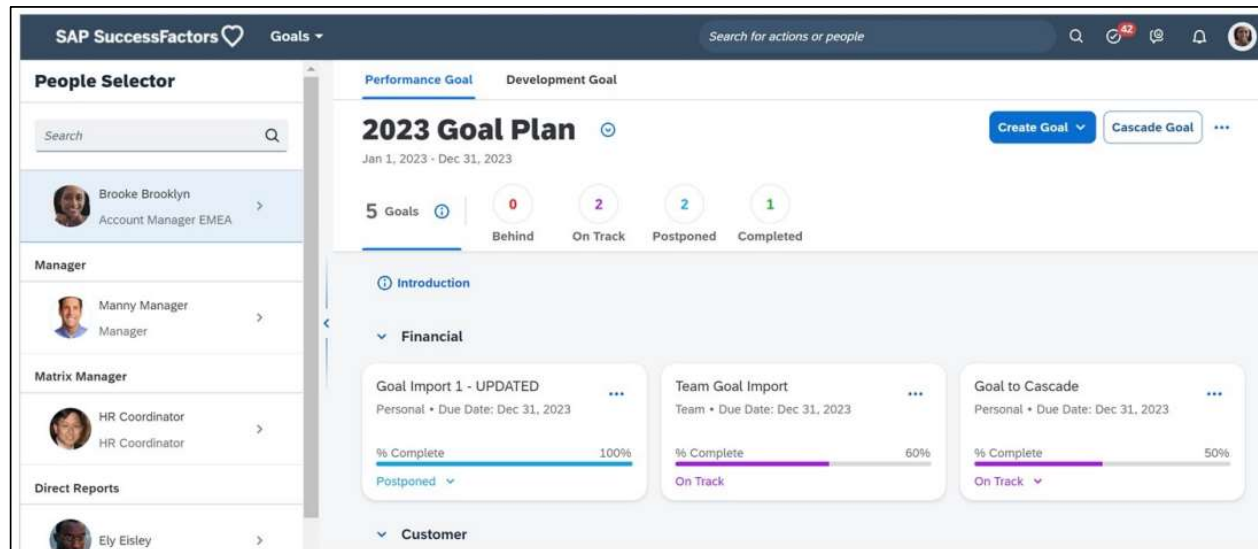 SAP SuccessFactors Goals
Search for actions or people
42
People Selector
Search
Brooke Brooklyn
Account Manager EMEA
Manager
Manny Manager
Manager
Matrix Manager
HR Coordinator
HR Coordinator
Direct Reports
Ely Eisley
Performance Goal Development Goal
2023 Goal Plan
Create Goal Cascade Goal
Jan 1, 2023 - Dec 31, 2023
5 Goals 0 2 2 1
Behind On Track Postponed Completed
Introduction
Financial
Goal Import 1 - UPDATED
Personal • Due Date: Dec 31, 2023
% Complete 100%
Postponed
Team Goal Import
Team • Due Date: Dec 31, 2023
% Complete 60%
On Track
Goal to Cascade
Personal • Due Date: Dec 31, 2023
% Complete 50%
On Track
Customer